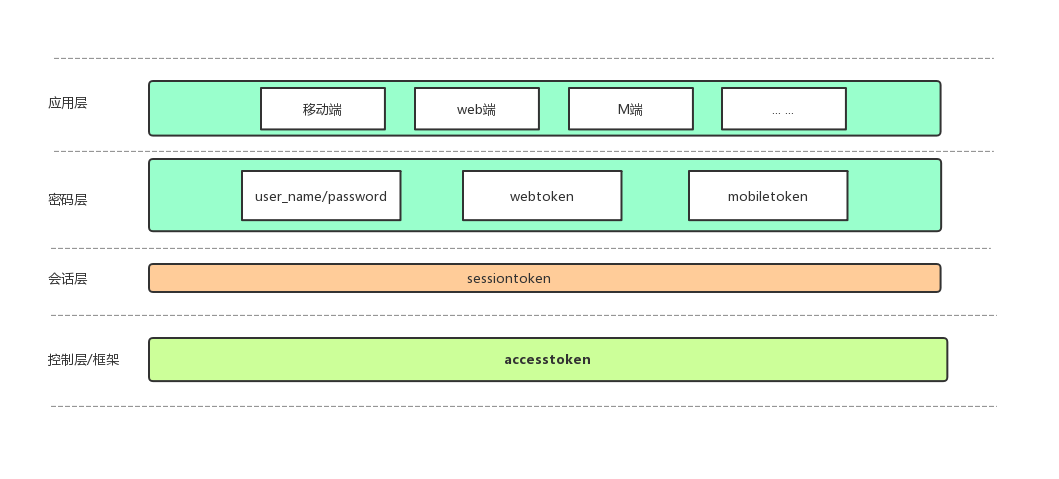 应用层
移动端
web端
M端
... ...
密码层
user_name/password
webtoken
mobiletoken
会话层
sessiontoken
控制层/框架
accesstoken